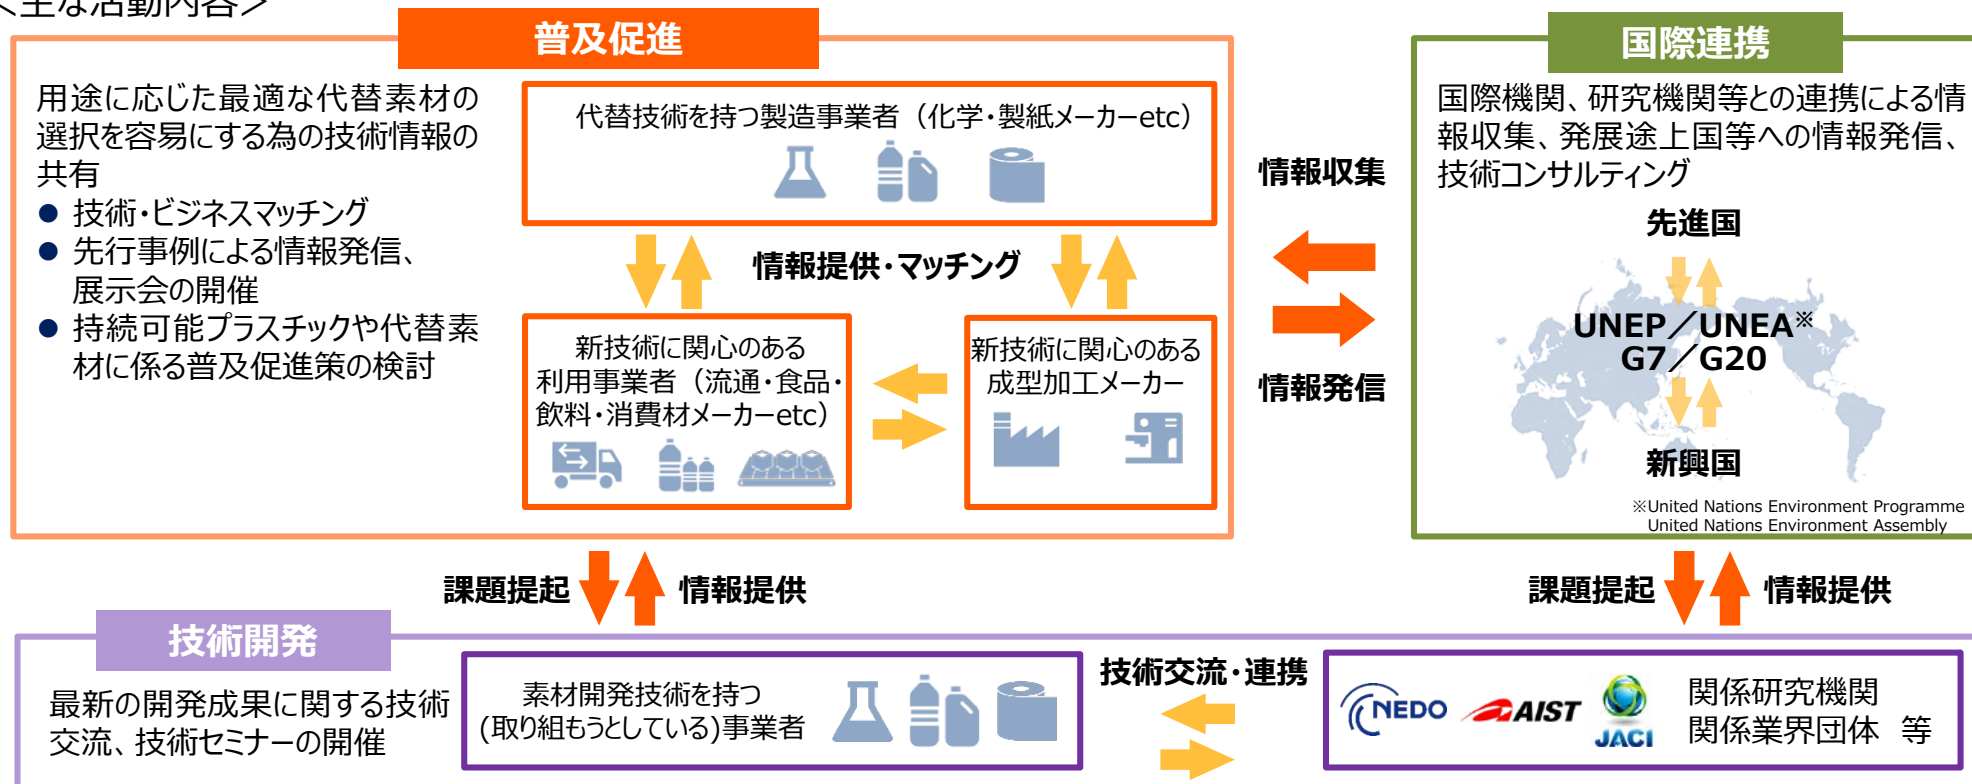 ＜主な活動内容＞
普及促進
用途に応じた最適な代替素材の
選択を容易にする為の技術情報の
共有
● 技術・ビジネスマッチング
● 先行事例による情報発信、
展示会の開催
● 持続可能プラスチックや代替素
材に係る普及促進策の検討
代替技術を持つ製造事業者（化学・製紙メーカーetc）
情報提供・マッチング
新技術に関心のある
利用事業者（流通・食品・
飲料・消費材メーカーetc）
新技術に関心のある
成型加工メーカー
情報収集
情報発信
国際連携
国際機関、研究機関等との連携による情
報収集、発展途上国等への情報発信、
技術コンサルティング
先進国
UNEP／UNEA※
G7／G20
新興国
※United Nations Environment Programme
United Nations Environment Assembly
課題提起
情報提供
課題提起
情報提供
技術開発
最新の開発成果に関する技術
交流、技術セミナーの開催
素材開発技術を持つ
(取り組もうとしている)事業者
技術交流・連携
NEDO
AIST
JACI
関係研究機関
関係業界団体 等